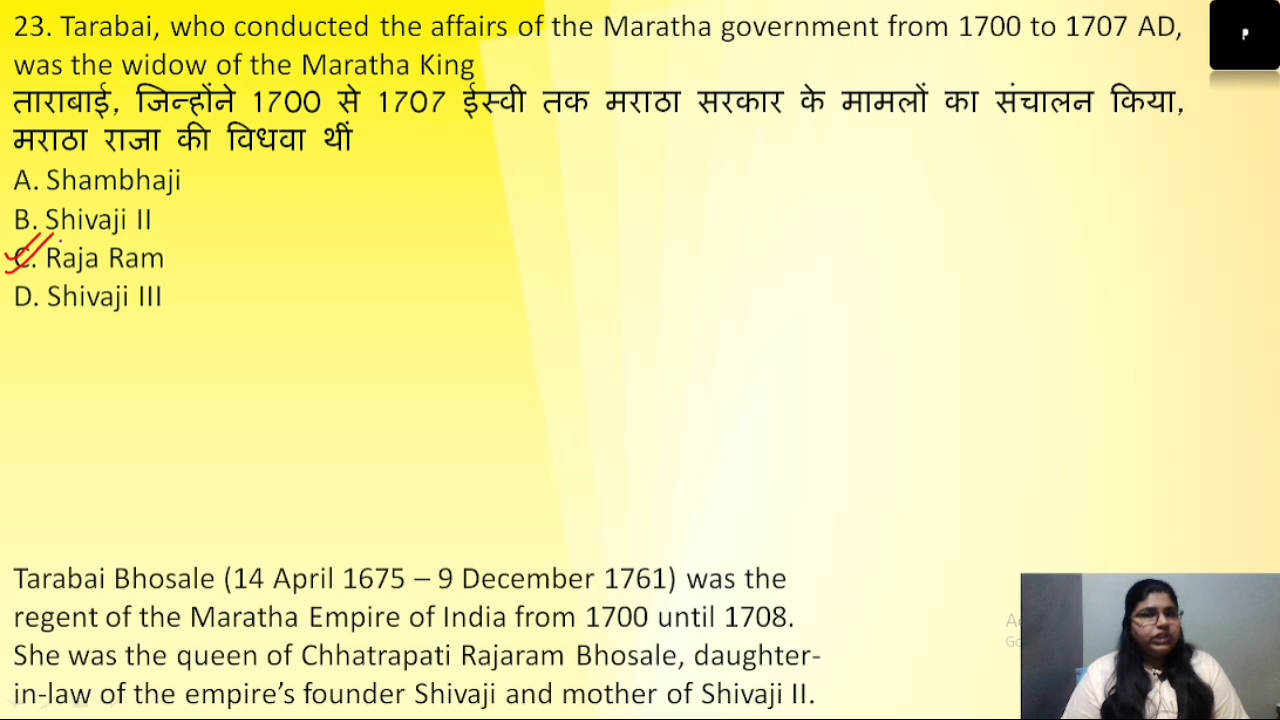 23. Tarabai, who conducted the affairs of the Maratha government from 1700 to 1707 AD,
was the widow of the Maratha King
ताराबाई, जिन्होंने 1700 से 1707 ईस्वी तक मराठा सरकार के मामलों का संचालन किया,
मराठा राजा की विधवा थीं
A. Shambhaji
B. Shivaji II
C. Raja Ram
D. Shivaji III
Tarabai Bhosale (14 April 1675 – 9 December 1761) was the
regent of the Maratha Empire of India from 1700 until 1708.
She was the queen of Chhatrapati Rajaram Bhosale, daughter-
in-law of the empire’s founder Shivaji and mother of Shivaji II.